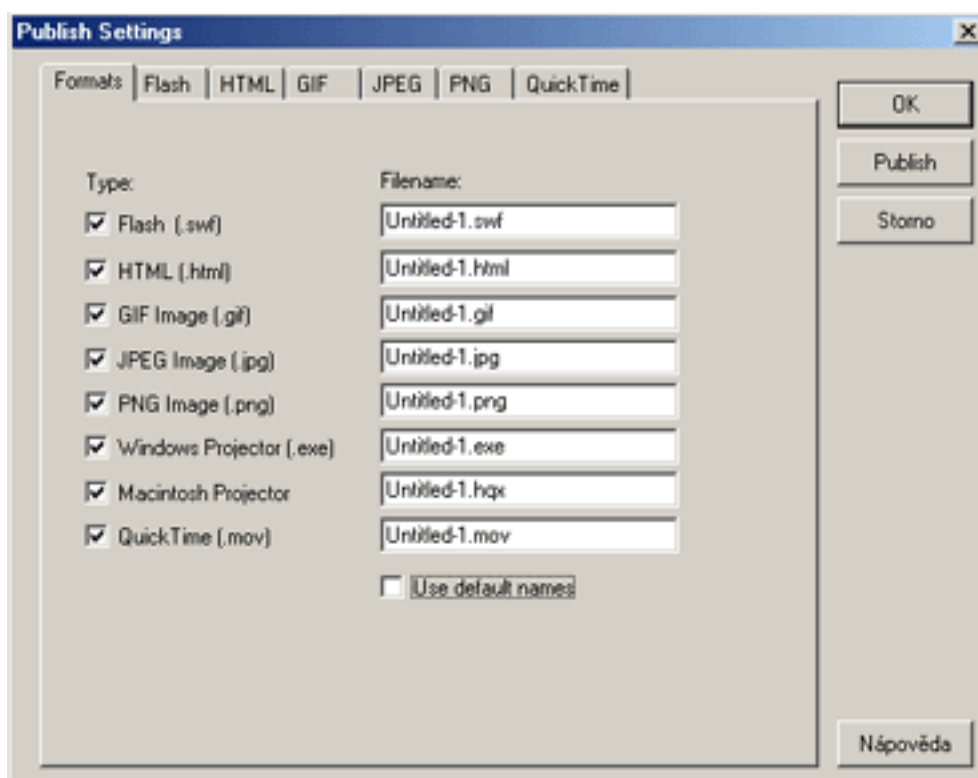 Publish Settings
Formats Flash HTML GIF JPEG PNG QuickTime
OK
Publish
Storno
Type: Filename:
Flash (.swf) Untitled-1.swf
HTML (.html) Untitled-1.html
GIF Image (.gif) Untitled-1.gif
JPEG Image (.jpg) Untitled-1.jpg
PNG Image (.png) Untitled-1.png
Windows Projector (.exe) Untitled-1.exe
Macintosh Projector Untitled-1.hqx
QuickTime (.mov) Untitled-1.mov
Use default names
Nápověda